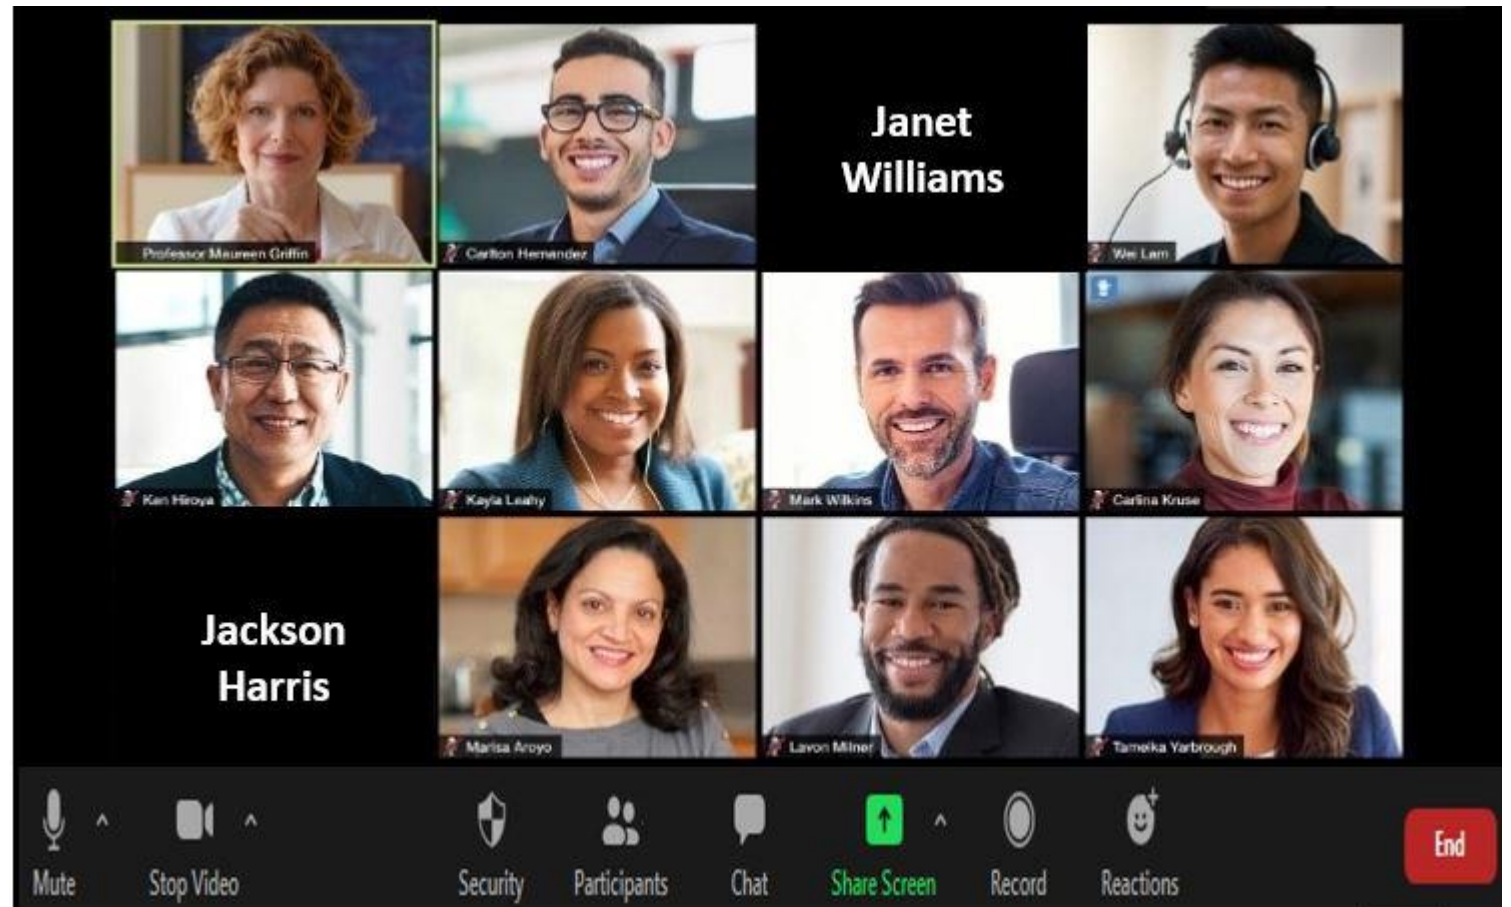 Professor Maureen Griffin
Carlton Hernandez
Janet
Williams
Wei Lam
Ken Hiroya
Kayla Leahy
Mark Wilkins
Carlina Kruse
Jackson
Harris
Marisa Aroyo
Lavon Milner
Tameika Yarbrough
Mute
Stop Video
Security
Participants
Chat
Share Screen
Record
Reactions
End